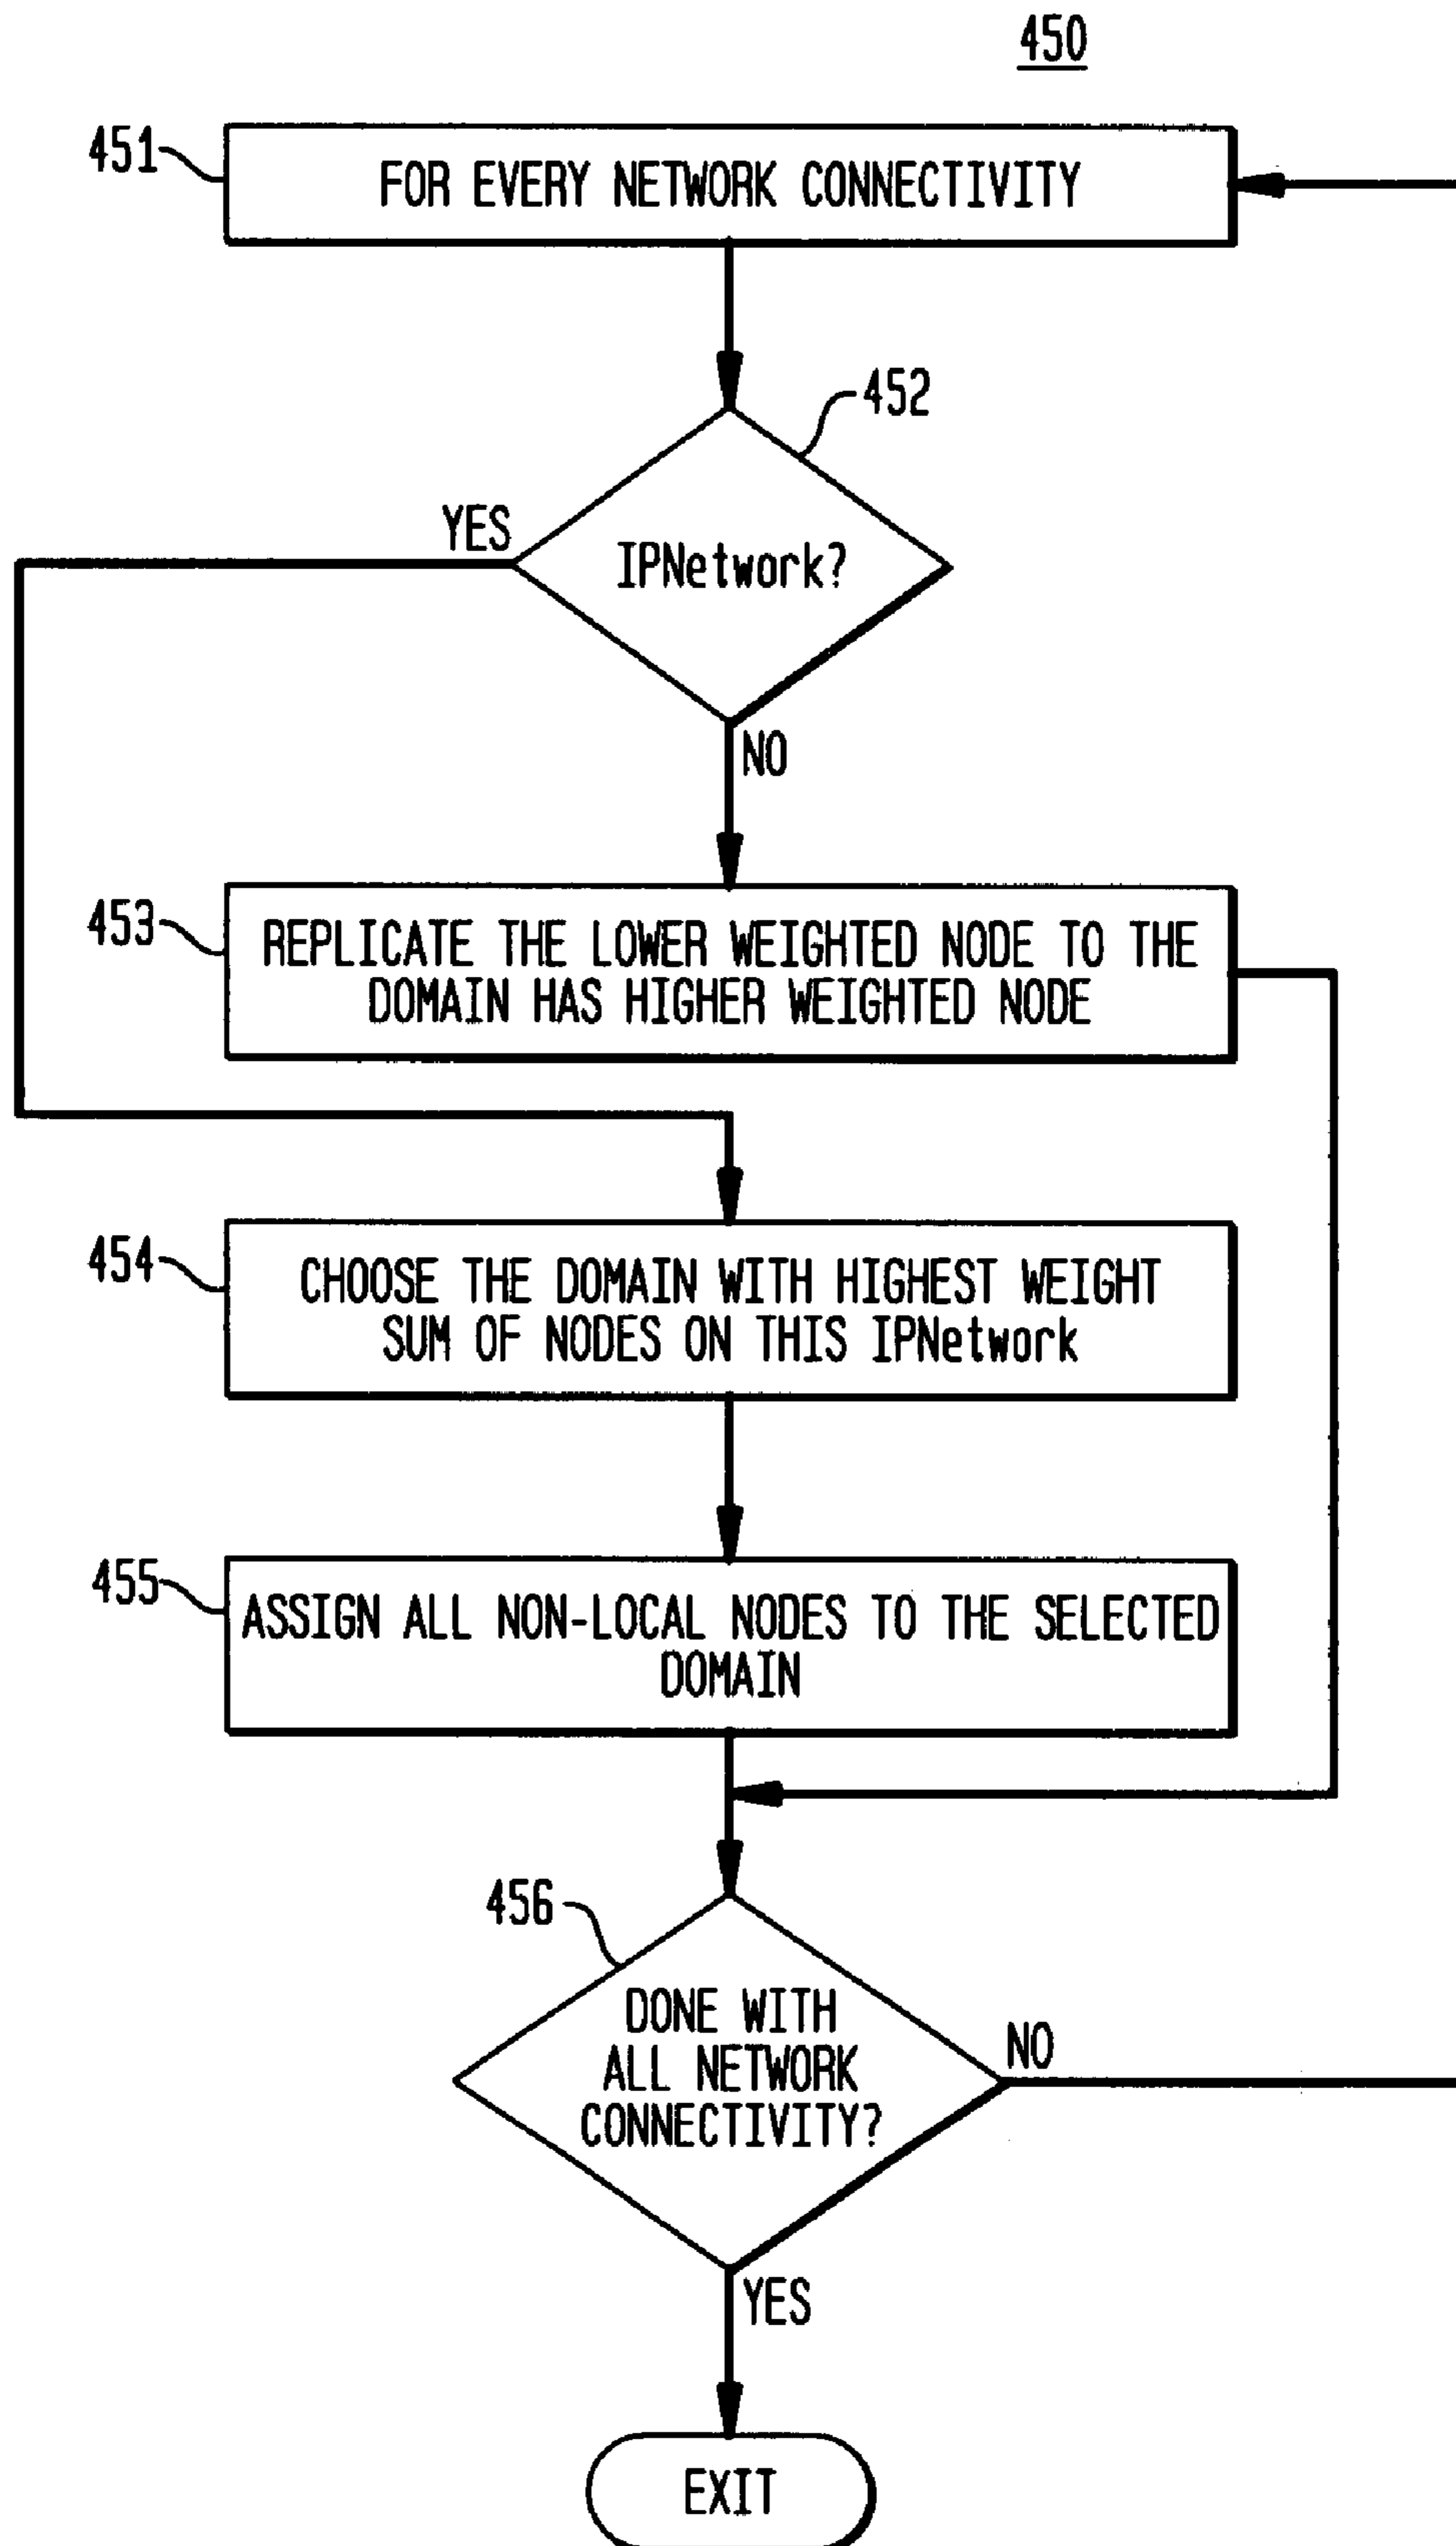 450
451
FOR EVERY NETWORK CONNECTIVITY
452
YES
IPNetwork?
NO
453
REPLICATE THE LOWER WEIGHTED NODE TO THE
DOMAIN HAS HIGHER WEIGHTED NODE
454
CHOOSE THE DOMAIN WITH HIGHEST WEIGHT
SUM OF NODES ON THIS IPNetwork
455
ASSIGN ALL NON-LOCAL NODES TO THE SELECTED
DOMAIN
456
DONE WITH
ALL NETWORK
CONNECTIVITY?
NO
YES
EXIT